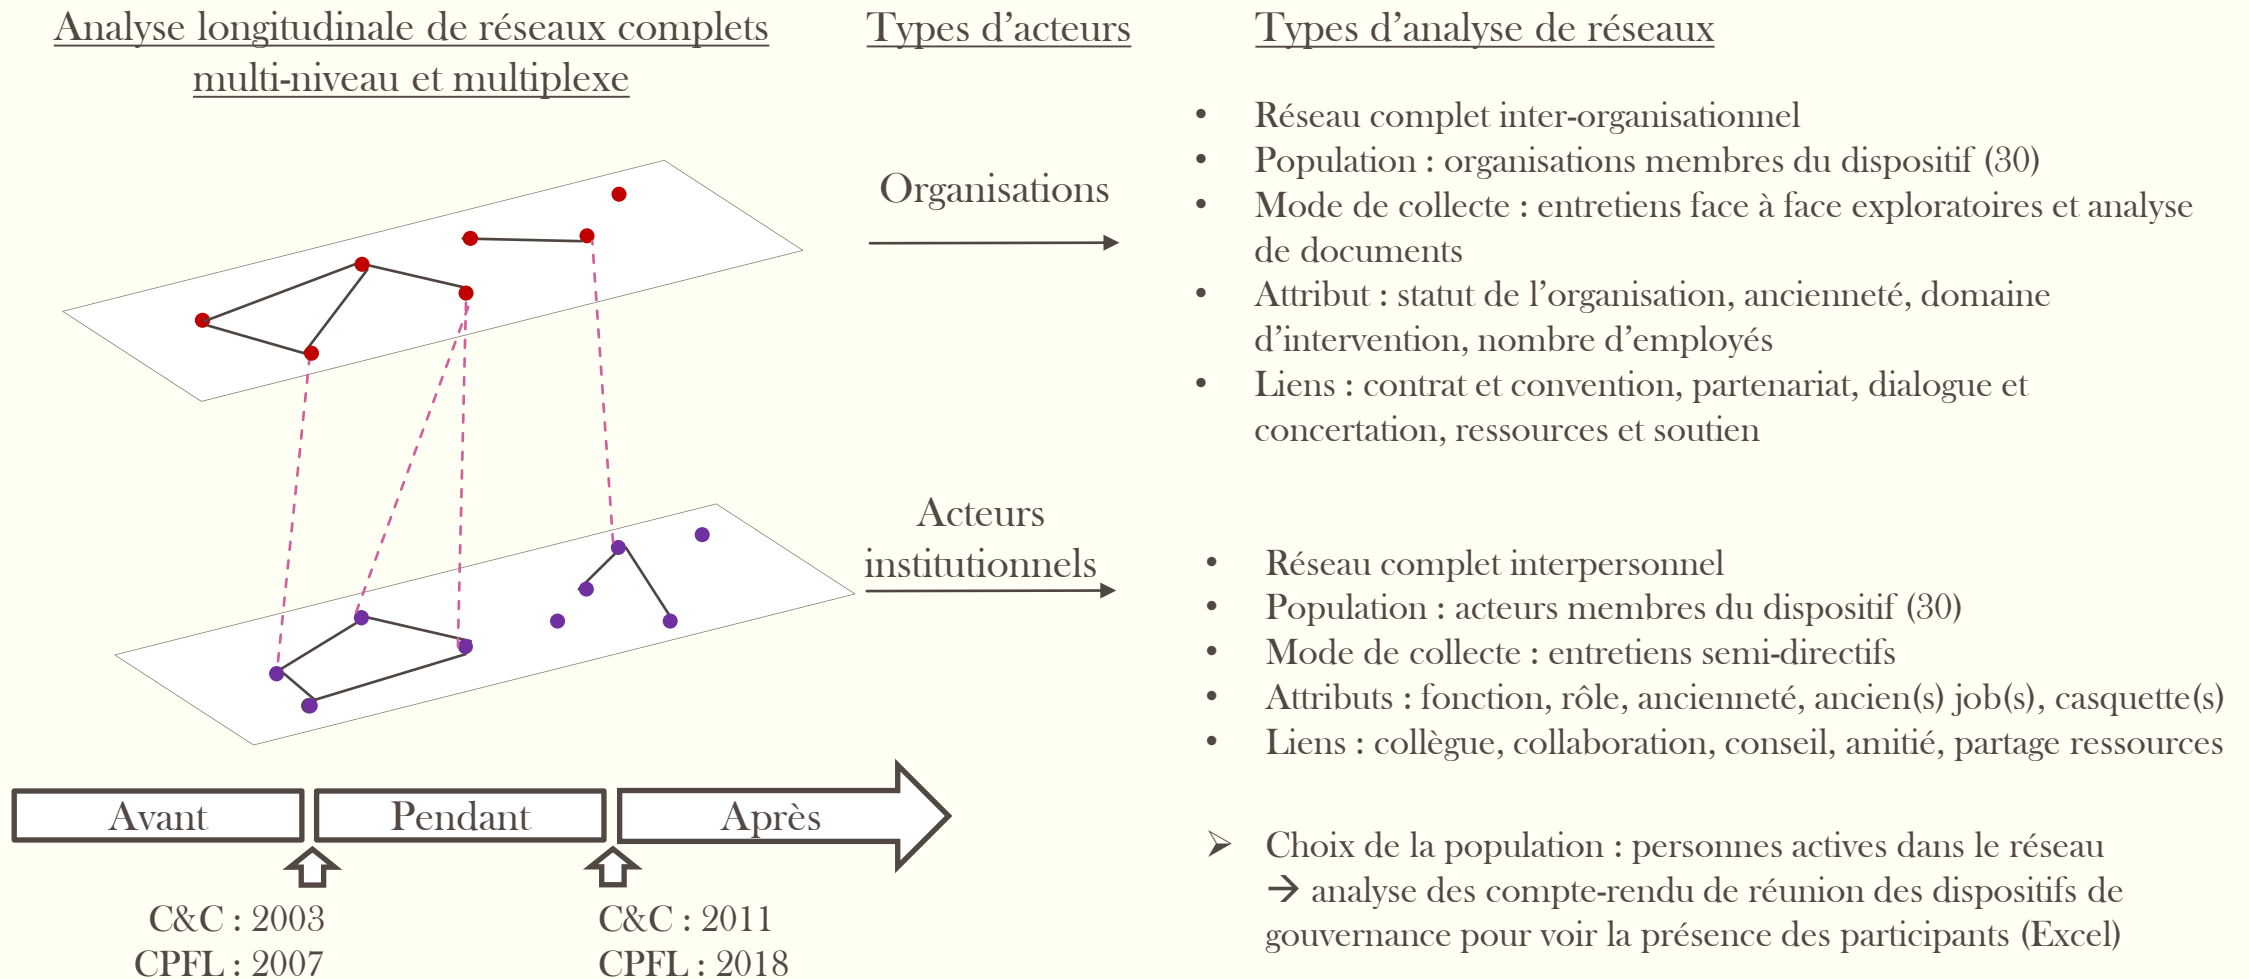 Analyse longitudinale de réseaux complets
multi-niveau et multiplexe
Types d’acteurs
Types d’analyse de réseaux
Organisations
• Réseau complet inter-organisationnel
• Population : organisations membres du dispositif (30)
• Mode de collecte : entretiens face à face exploratoires et analyse
de documents
• Attribut : statut de l’organisation, ancienneté, domaine
d’intervention, nombre d’employés
• Liens : contrat et convention, partenariat, dialogue et
concertation, ressources et soutien
Acteurs
institutionnels
• Réseau complet interpersonnel
• Population : acteurs membres du dispositif (30)
• Mode de collecte : entretiens semi-directifs
• Attributs : fonction, rôle, ancienneté, ancien(s) job(s), casquette(s)
• Liens : collègue, collaboration, conseil, amitié, partage ressources
Avant
Pendant
Après
C&C : 2003
CPFL : 2007
C&C : 2011
CPFL : 2018
➢ Choix de la population : personnes actives dans le réseau
→ analyse des compte-rendu de réunion des dispositifs de
gouvernance pour voir la présence des participants (Excel)